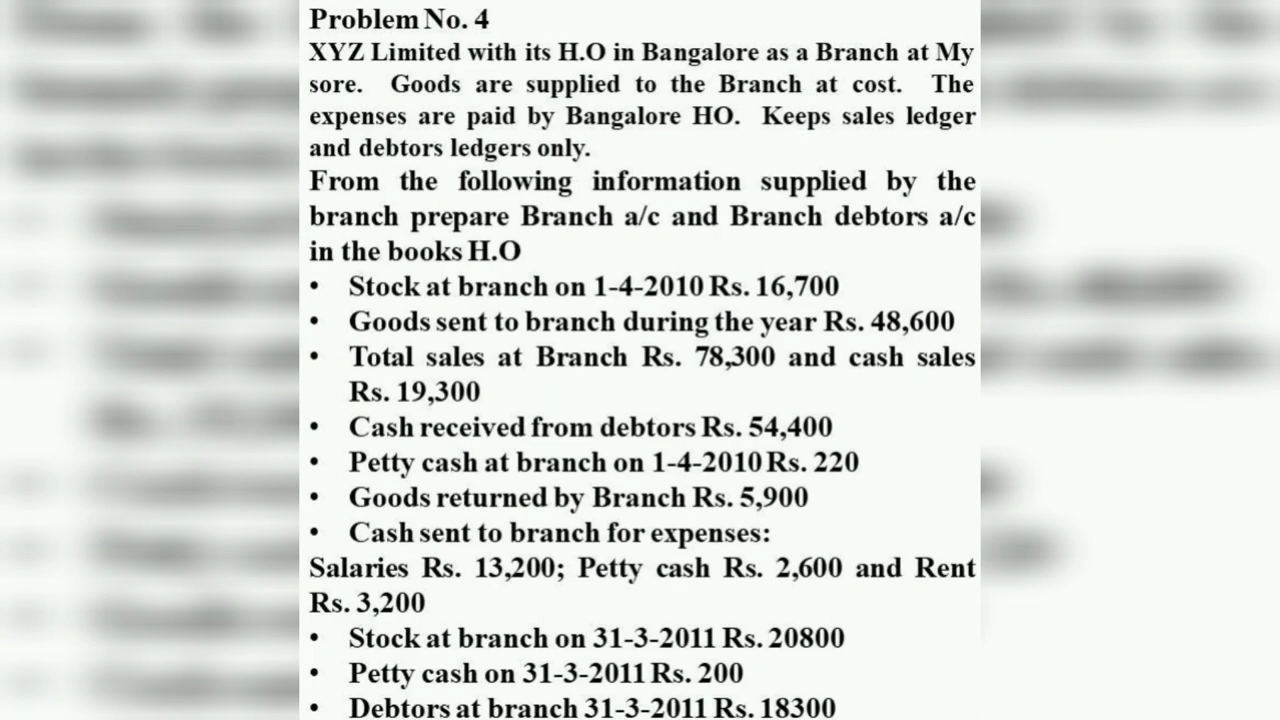 Problem No. 4
XYZ Limited with its H.O in Bangalore as a Branch at My
sore. Goods are supplied to the Branch at cost. The
expenses are paid by Bangalore HO. Keeps sales ledger
and debtors ledgers only.
From the following information supplied by the
branch prepare Branch a/c and Branch debtors a/c
in the books H.O
• Stock at branch on 1-4-2010 Rs. 16,700
• Goods sent to branch during the year Rs. 48,600
• Total sales at Branch Rs. 78,300 and cash sales
Rs. 19,300
• Cash received from debtors Rs. 54,400
• Petty cash at branch on 1-4-2010 Rs. 220
• Goods returned by Branch Rs. 5,900
• Cash sent to branch for expenses:
Salaries Rs. 13,200; Petty cash Rs. 2,600 and Rent
Rs. 3,200
• Stock at branch on 31-3-2011 Rs. 20800
• Petty cash on 31-3-2011 Rs. 200
• Debtors at branch 31-3-2011 Rs. 18300